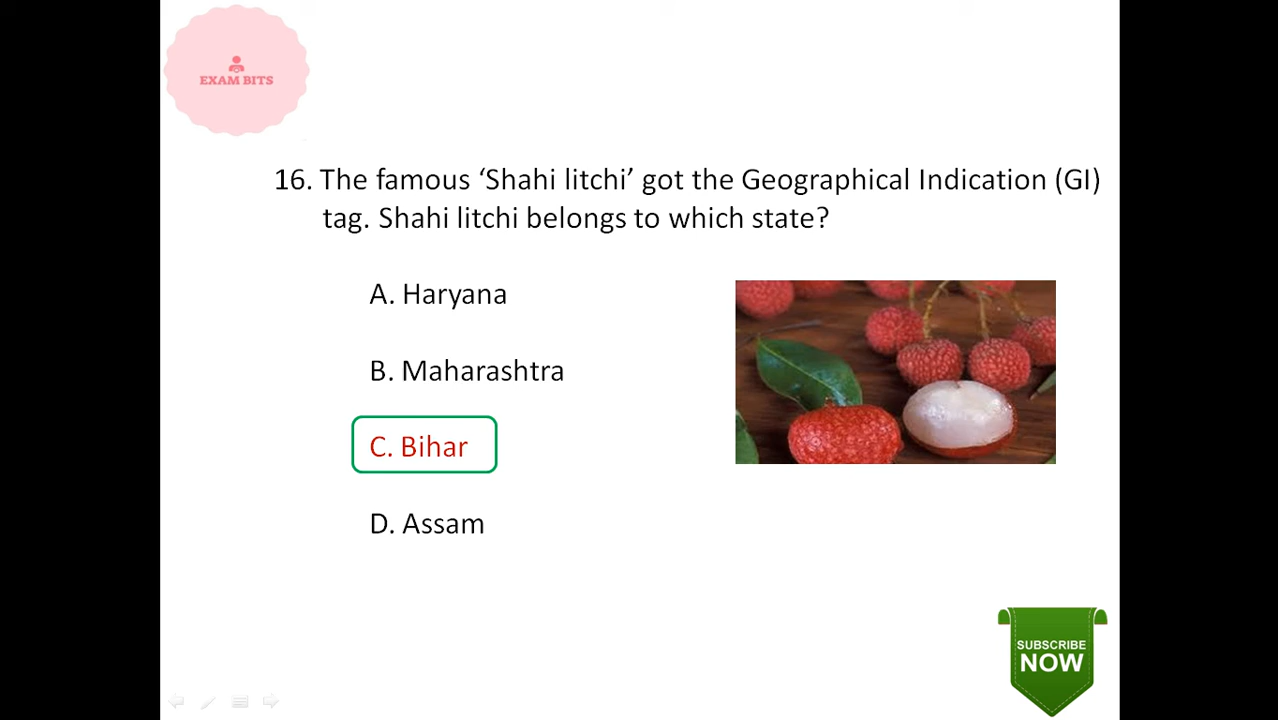 EXAM BITS
16. The famous ‘Shahi litchi’ got the Geographical Indication (GI)
tag. Shahi litchi belongs to which state?
A. Haryana
B. Maharashtra
C. Bihar
D. Assam
SUBSCRIBE
NOW